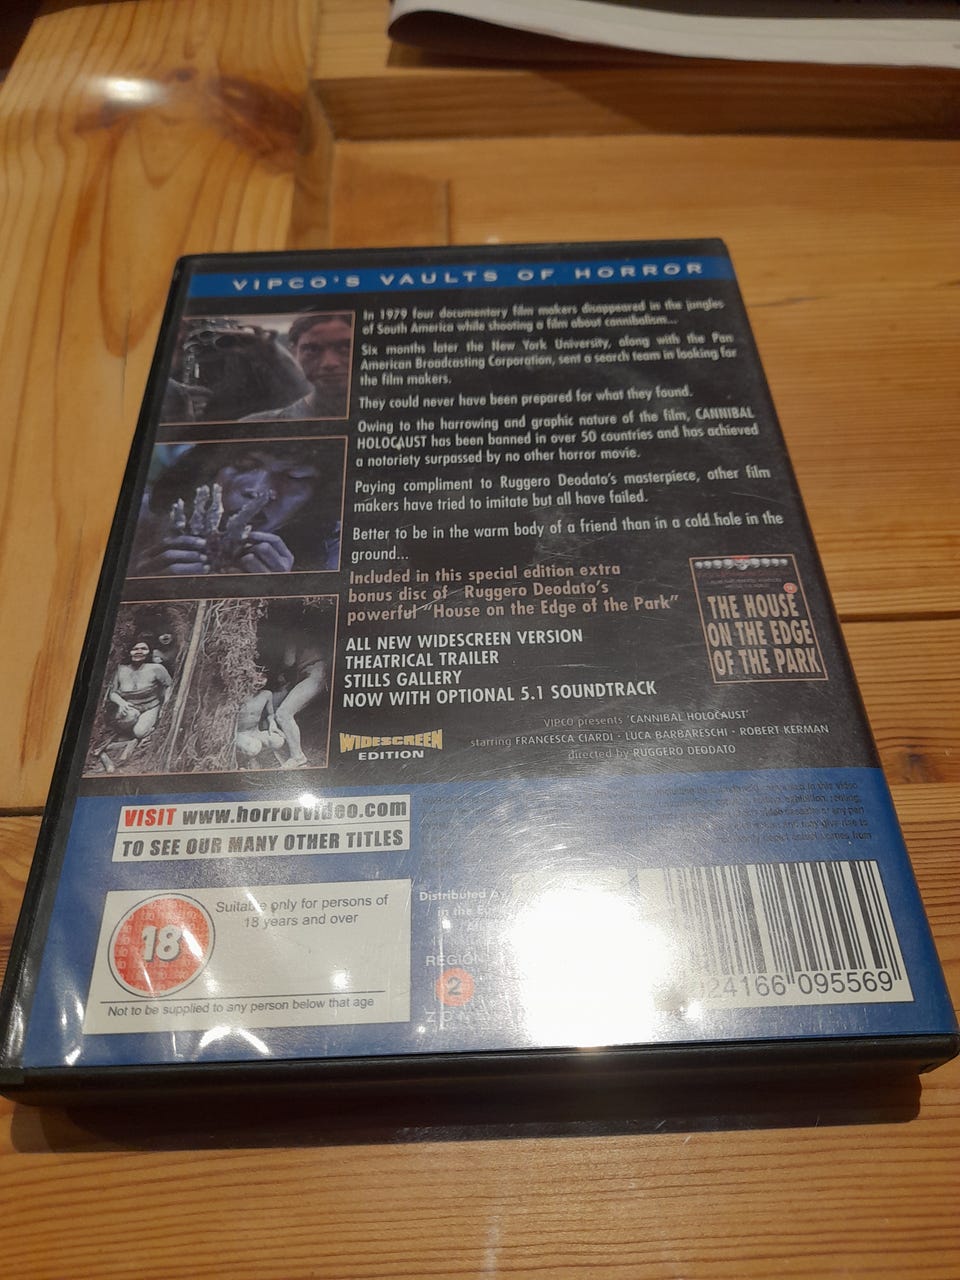 VIPCO'S VAULTS OF HORROR
In 1979 four documentary film makers disappeared in the jungles
of South America while shooting a film about cannibalism...
Six months later the New York University, along with the Pan
American Broadcasting Corporation, sent a search team in looking for
the film makers.
They could never have been prepared for what they found.
Owing to the harrowing and graphic nature of the film, CANNIBAL
HOLOCAUST has been banned in over 50 countries and has achieved
a notoriety surpassed by no other horror movie.
Paying compliment to Ruggero Deodato's masterpiece, other film
makers have tried to imitate but all have failed.
Better to be in the warm body of a friend than in a cold hole in the
ground...
Included in this special edition extra
bonus disc of Ruggero Deodato's
powerful "House on the Edge of the Park"
THE HOUSE
ON THE EDGE
OF THE PARK
ALL NEW WIDESCREEN VERSION
THEATRICAL TRAILER
STILLS GALLERY
NOW WITH OPTIONAL 5.1 SOUNDTRACK
WIDESCREEN
EDITION
VIPCO presents 'CANNIBAL HOLOCAUST'
starring FRANCESCA CIARDI · LUCA BARBARESCHI · ROBERT KERMAN
directed by RUGGERO DEODATO
VISIT www.horrorvideo.com
TO SEE OUR MANY OTHER TITLES
18
Suitable only for persons of
18 years and over
Not to be supplied to any person below that age
Distributed
in the
REGION
2
24166 095569